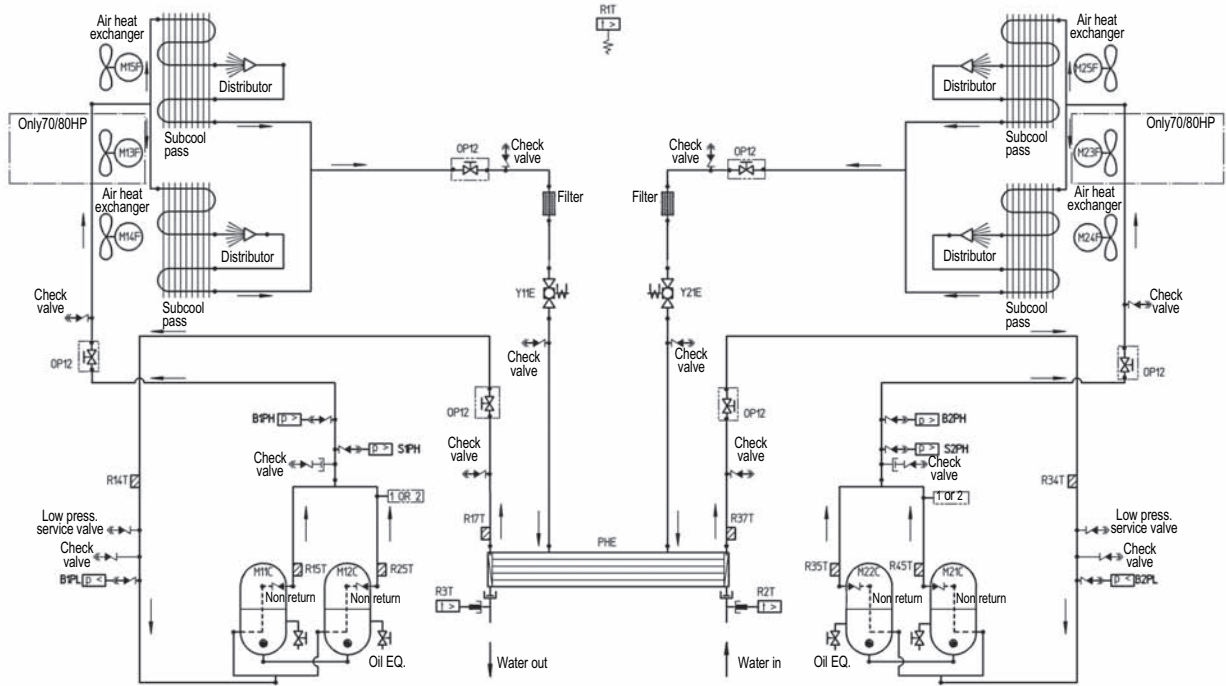 R1T
t >
Air heat
exchanger
M15F
Distributor
Subcool
pass
Only70/80HP
M13F
Air heat
exchanger
M14F
Distributor
Subcool
pass
Check
valve
OP12
OP12
Check
valve
Filter
Y11E
Check
valve
Air heat
exchanger
M25F
Distributor
Subcool
pass
Only70/80HP
M23F
Air heat
exchanger
M24F
Distributor
Subcool
pass
Check
valve
OP12
OP12
Check
valve
Filter
Y21E
Check
valve
OP12
OP12
B1PH
p >
p >
S1PH
Check
valve
Check
valve
R14T
1 OR 2
R17T
Low press.
service valve
Check
valve
B1PL
p <
M11C
R15T
M12C
R25T
Non return
Non return
Oil EQ.
PHE
R3T
t >
R2T
t >
Water out
Water in
p >
B2PH
p >
S2PH
Check
valve
Check
valve
R34T
1 or 2
R37T
Low press.
service valve
Check
valve
p <
B2PL
R35T
M22C
R45T
M21C
Non return
Non return
Oil EQ.